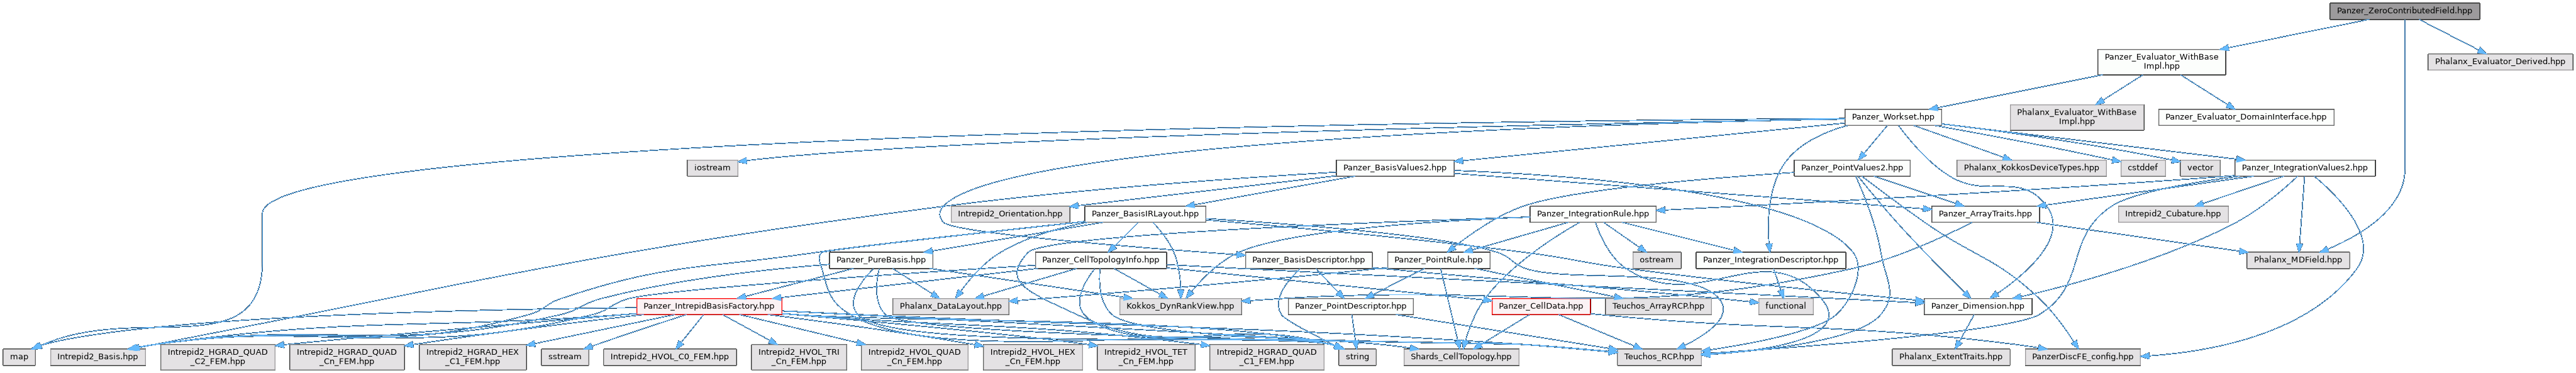 Panzer_ZeroContributedField.hpp
Panzer_Evaluator_WithBase
Impl.hpp
Phalanx_Evaluator_Derived.hpp
Panzer_Workset.hpp
Phalanx_Evaluator_WithBase
Impl.hpp
Panzer_Evaluator_DomainInterface.hpp
iostream
Panzer_BasisValues2.hpp
Panzer_PointValues2.hpp
Phalanx_KokkosDeviceTypes.hpp
cstddef
vector
Panzer_IntegrationValues2.hpp
Intrepid2_Orientation.hpp
Panzer_BasisIRLayout.hpp
Panzer_IntegrationRule.hpp
Panzer_ArrayTraits.hpp
Intrepid2_Cubature.hpp
Panzer_PureBasis.hpp
Panzer_CellTopologyInfo.hpp
Panzer_BasisDescriptor.hpp
Panzer_PointRule.hpp
ostream
Panzer_IntegrationDescriptor.hpp
Phalanx_MDField.hpp
Panzer_IntrepidBasisFactory.hpp
Phalanx_DataLayout.hpp
Kokkos_DynRankView.hpp
Panzer_PointDescriptor.hpp
Panzer_CellData.hpp
Teuchos_ArrayRCP.hpp
functional
Panzer_Dimension.hpp
map
Intrepid2_Basis.hpp
Intrepid2_HGRAD_QUAD
_C2_FEM.hpp
Intrepid2_HGRAD_QUAD
_Cn_FEM.hpp
Intrepid2_HGRAD_HEX
_C1_FEM.hpp
sstream
Intrepid2_HVOL_C0_FEM.hpp
Intrepid2_HVOL_TRI
_Cn_FEM.hpp
Intrepid2_HVOL_QUAD
_Cn_FEM.hpp
Intrepid2_HVOL_HEX
_Cn_FEM.hpp
Intrepid2_HVOL_TET
_Cn_FEM.hpp
Intrepid2_HGRAD_QUAD
_C1_FEM.hpp
string
Shards_CellTopology.hpp
Teuchos_RCP.hpp
Phalanx_ExtentTraits.hpp
PanzerDiscFE_config.hpp